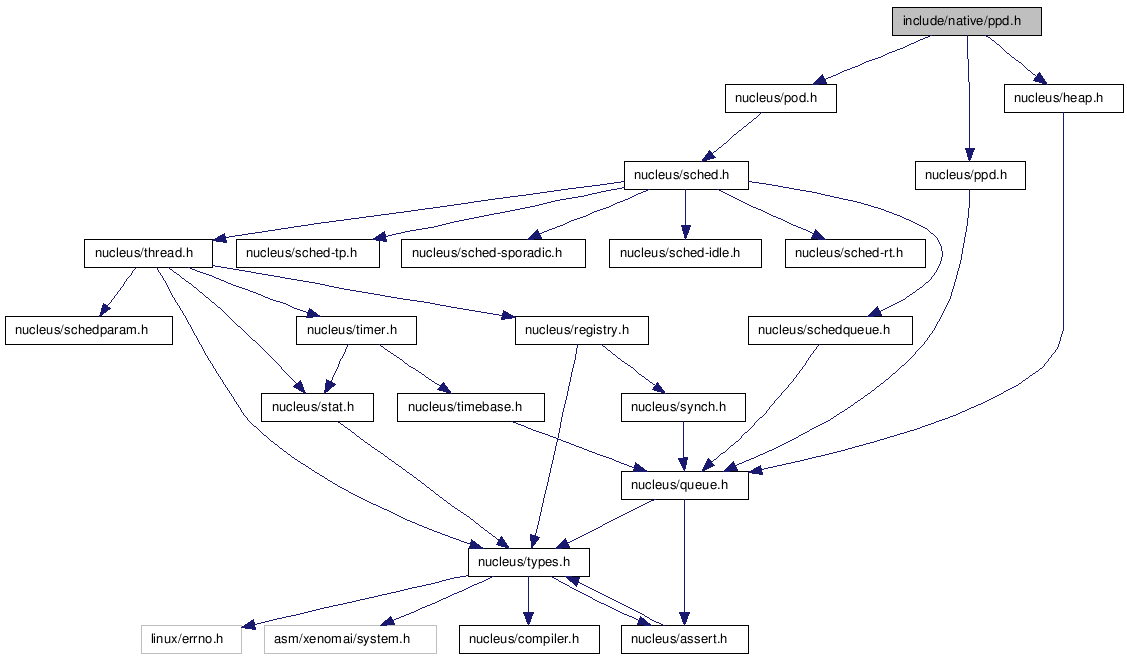 include/native/ppd.h
nucleus/pod.h
nucleus/heap.h
nucleus/sched.h
nucleus/ppd.h
nucleus/thread.h
nucleus/sched-tp.h
nucleus/sched-sporadic.h
nucleus/sched-idle.h
nucleus/sched-rt.h
nucleus/schedparam.h
nucleus/timer.h
nucleus/registry.h
nucleus/schedqueue.h
nucleus/stat.h
nucleus/timebase.h
nucleus/synch.h
nucleus/queue.h
nucleus/types.h
linux/errno.h
asm/xenomai/system.h
nucleus/compiler.h
nucleus/assert.h